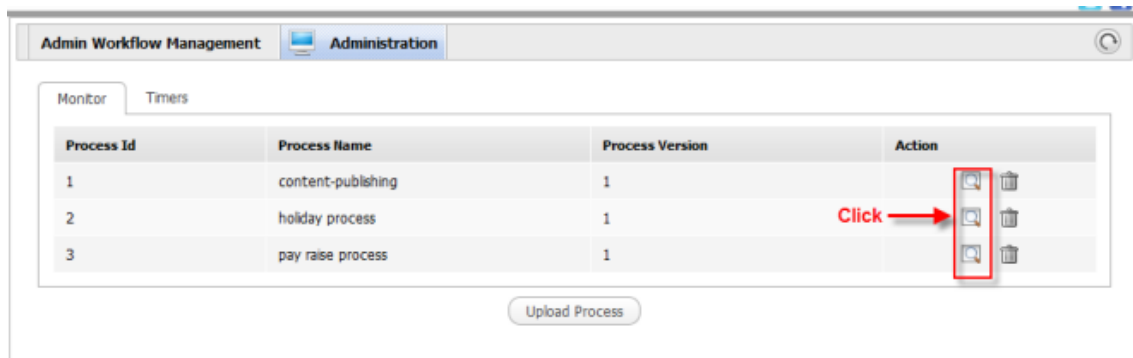 Admin Workflow Management Administration
Monitor Timers
Process Id Process Name Process Version Action
1 content-publishing 1
2 holiday process 1 Click
3 pay raise process 1
Upload Process